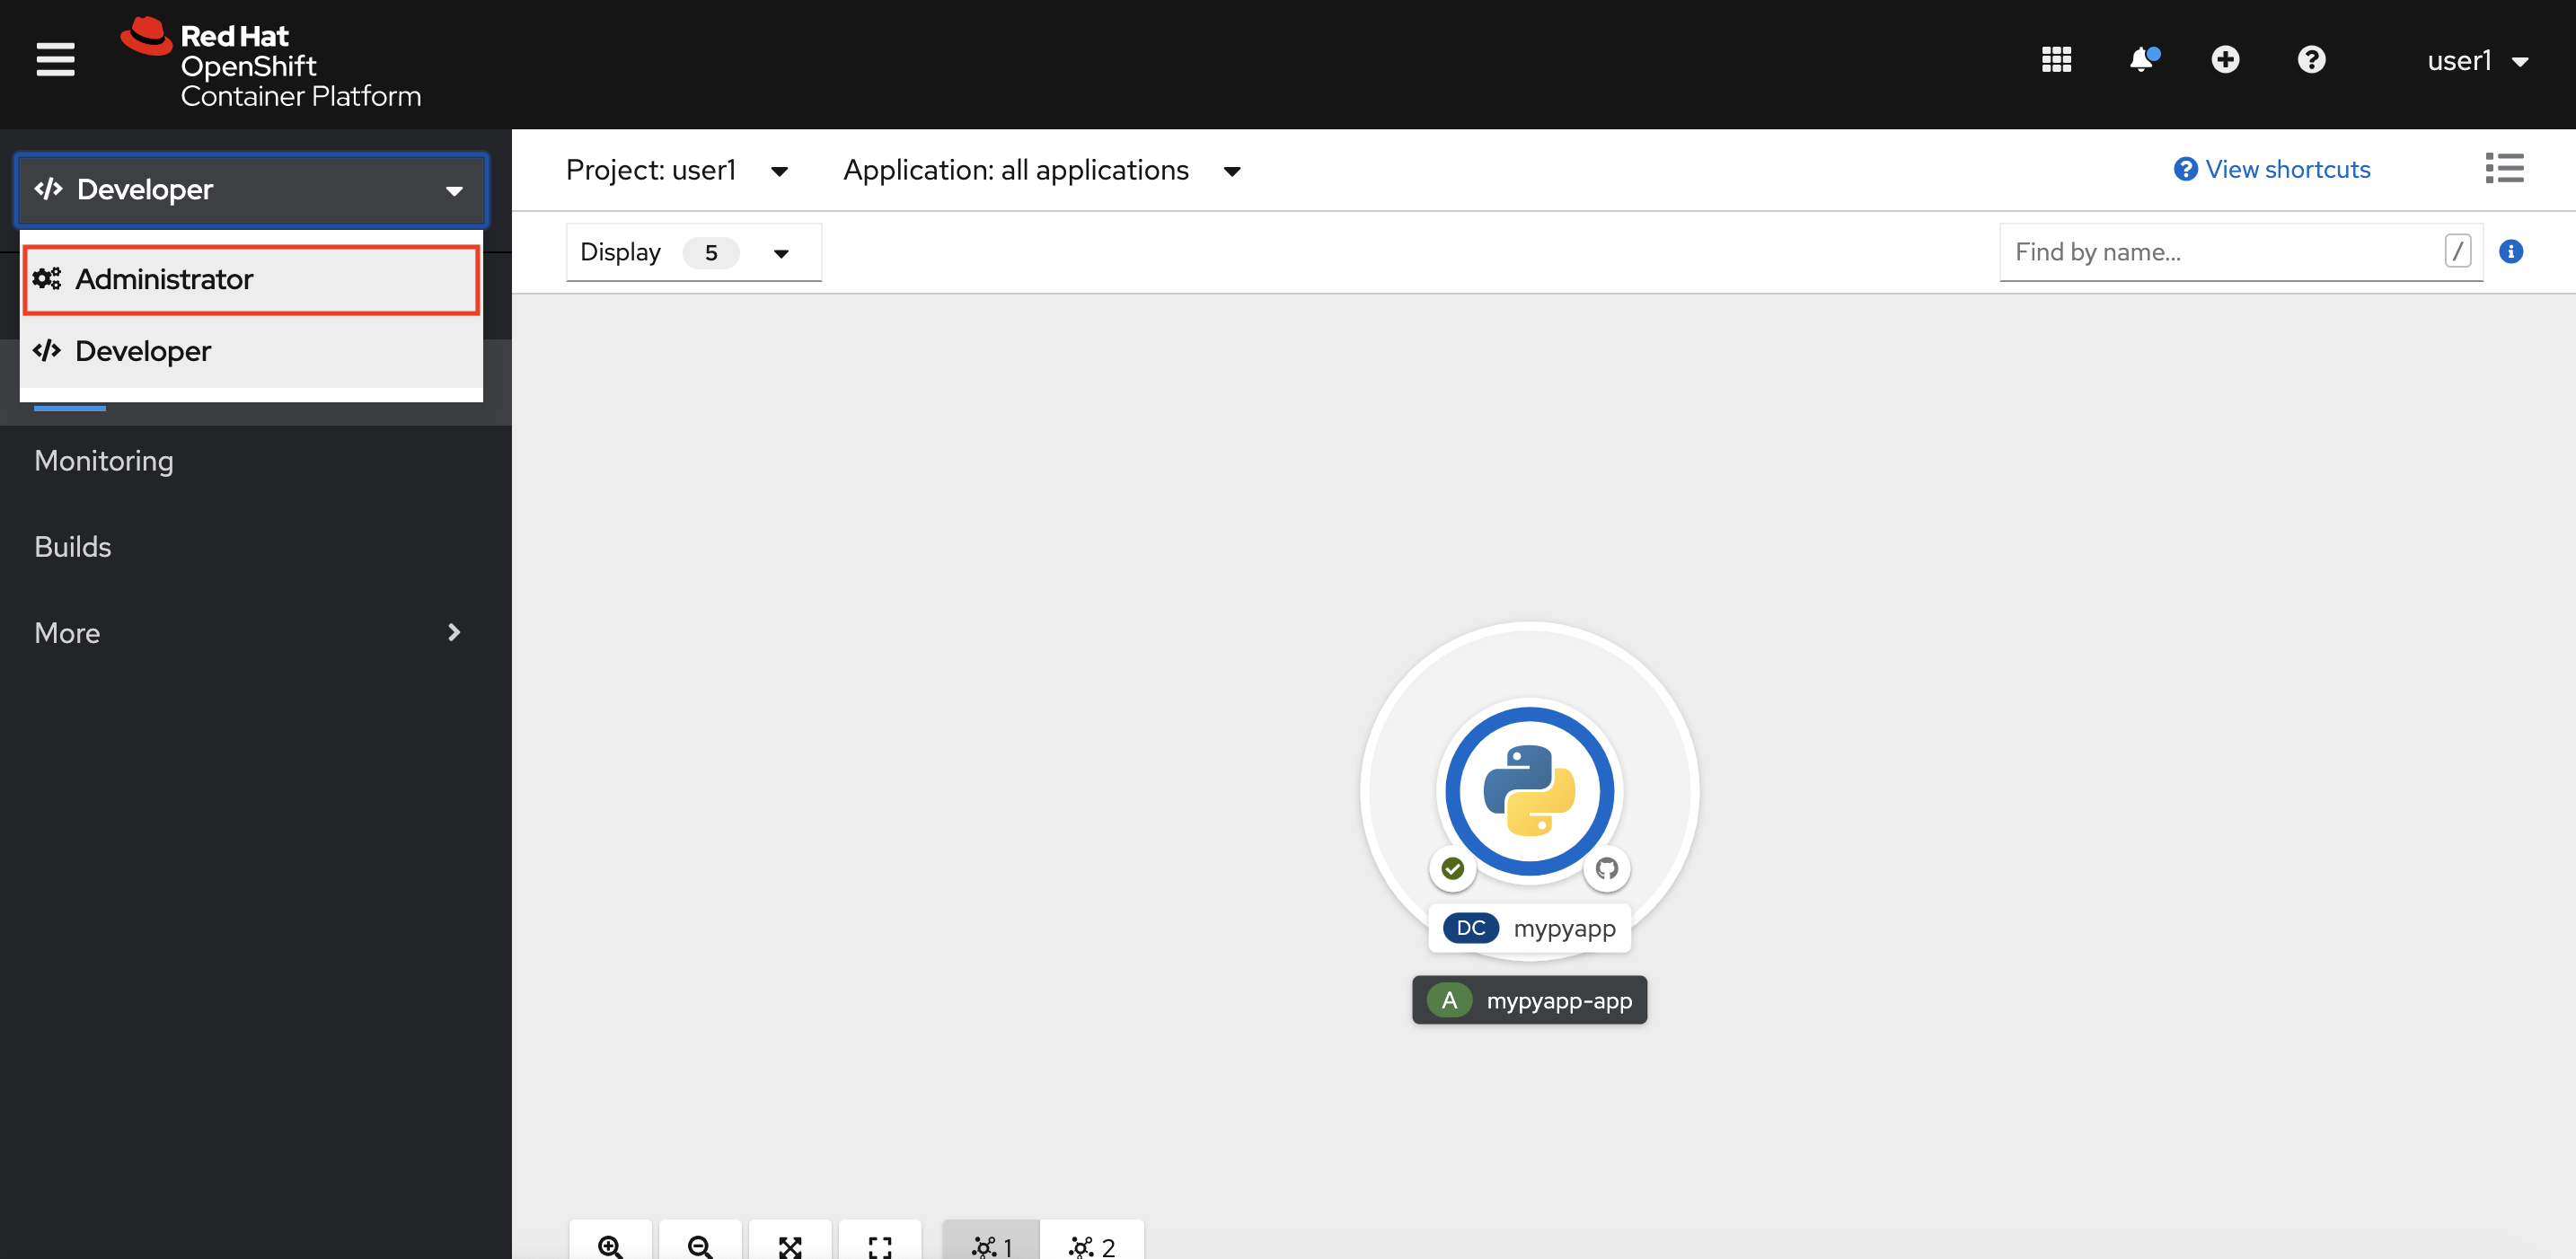 Red Hat
OpenShift
Container Platform
user1
Developer
Administrator
Developer
Monitoring
Builds
More
Project: user1
Application: all applications
View shortcuts
Display 5
Find by name...
/
DC mypyapp
A mypyapp-app
1
2